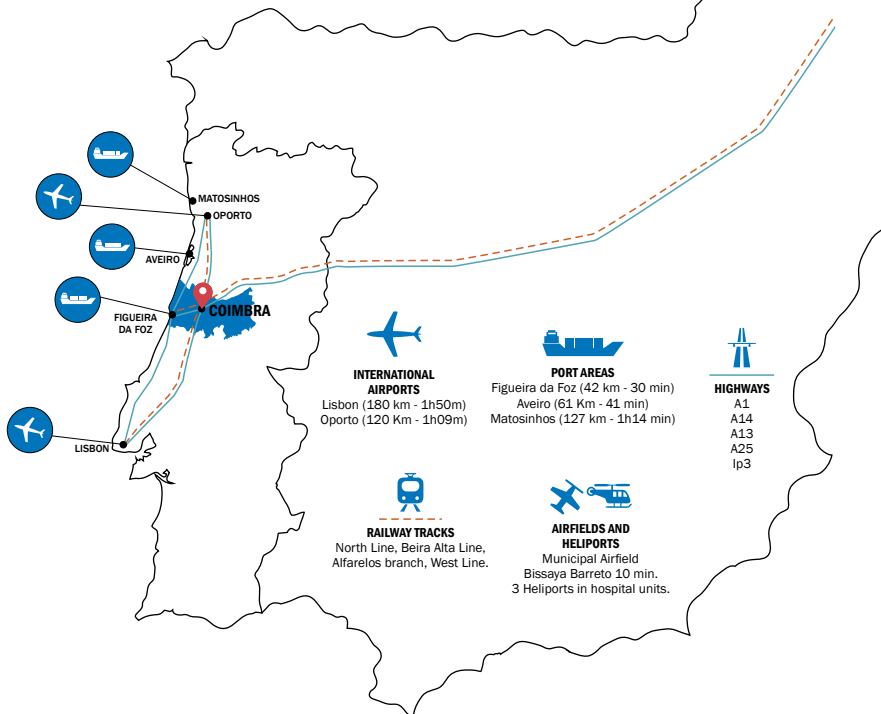 MATOSINHOS
OPORTO
AVEIRO
COIMBRA
FIGUEIRA
DA FOZ
LISBON
INTERNATIONAL
AIRPORTS
Lisbon (180 km - 1h50m)
Oporto (120 Km - 1h09m)
PORT AREAS
Figueira da Foz (42 km - 30 min)
Aveiro (61 Km - 41 min)
Matosinhos (127 km - 1h14 min)
HIGHWAYS
A1
A14
A13
A25
Ip3
RAILWAY TRACKS
North Line, Beira Alta Line,
Alfarelos branch, West Line.
AIRFIELDS AND
HELIPORTS
Municipal Airfield
Bissaya Barreto 10 min.
3 Heliports in hospital units.